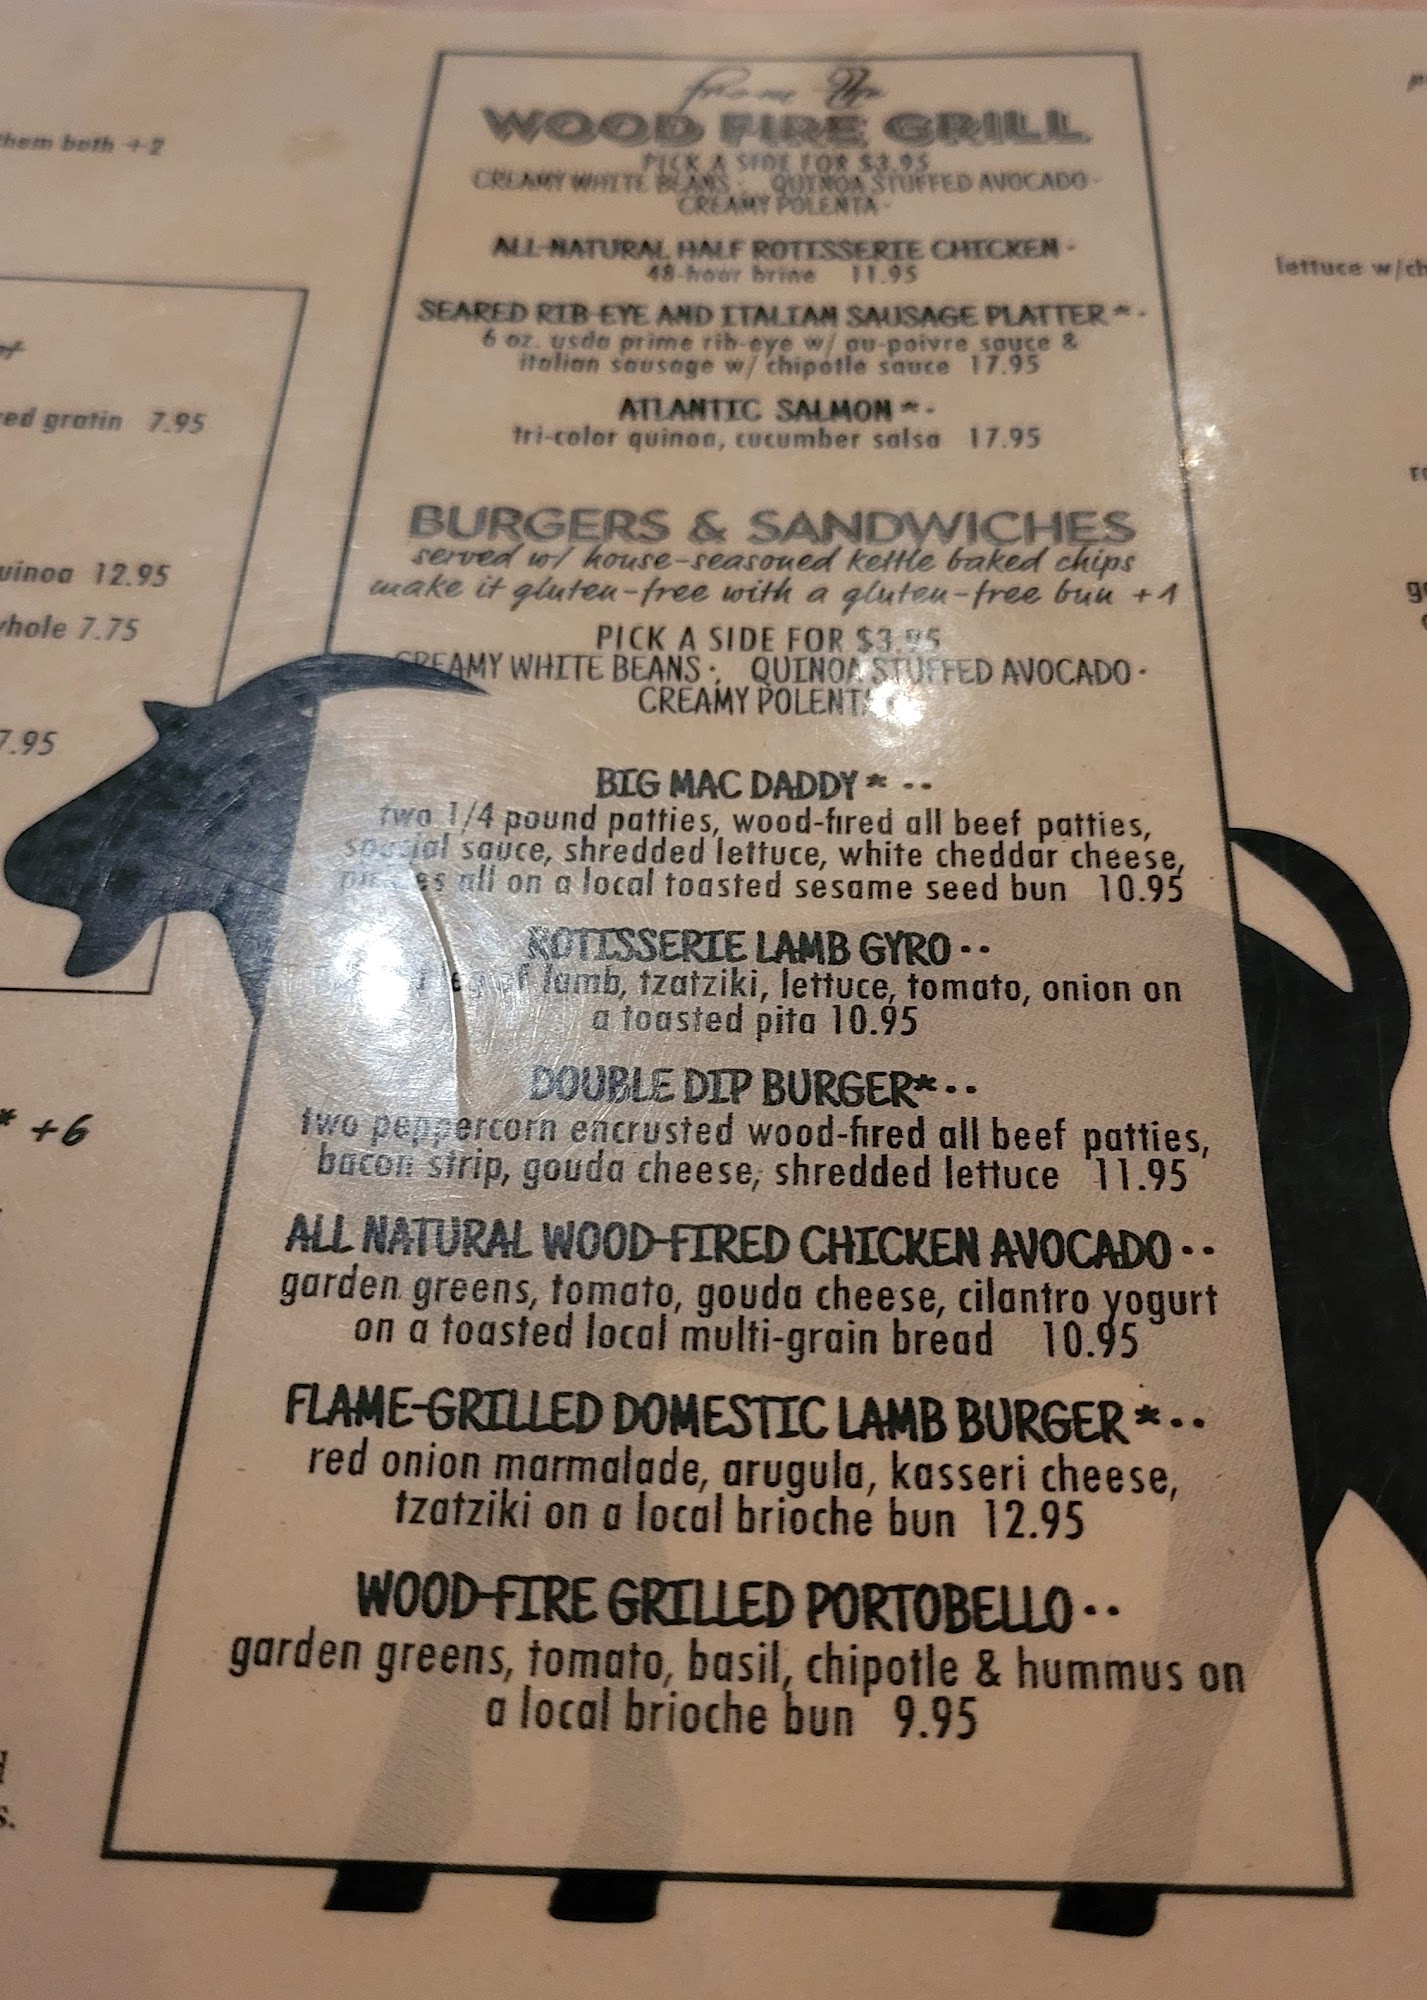 them both +2
red gratin 7.95
quinoa 12.95
whole 7.75
7.95
* +6
s.
from the
WOOD FIRE GRILL
PICK A SIDE FOR $3.95
CREAMY WHITE BEANS · QUINOA STUFFED AVOCADO ·
CREAMY POLENTA ·
ALL-NATURAL HALF ROTISSERIE CHICKEN ·
48-hour brine 11.95
SEARED RIB-EYE AND ITALIAN SAUSAGE PLATTER * ·
6 oz. usda prime rib-eye w/ au-poivre sauce &
italian sausage w/ chipotle sauce 17.95
ATLANTIC SALMON * ·
tri-color quinoa, cucumber salsa 17.95
BURGERS & SANDWICHES
served w/ house-seasoned kettle baked chips
make it gluten-free with a gluten-free bun +1
PICK A SIDE FOR $3.95
CREAMY WHITE BEANS · QUINOA STUFFED AVOCADO ·
CREAMY POLENTA
BIG MAC DADDY * ··
two 1/4 pound patties, wood-fired all beef patties,
special sauce, shredded lettuce, white cheddar cheese,
pickles all on a local toasted sesame seed bun 10.95
ROTISSERIE LAMB GYRO ··
leg of lamb, tzatziki, lettuce, tomato, onion on
a toasted pita 10.95
DOUBLE DIP BURGER* ··
two peppercorn encrusted wood-fired all beef patties,
bacon strip, gouda cheese, shredded lettuce 11.95
ALL NATURAL WOOD-FIRED CHICKEN AVOCADO ··
garden greens, tomato, gouda cheese, cilantro yogurt
on a toasted local multi-grain bread 10.95
FLAME-GRILLED DOMESTIC LAMB BURGER * ··
red onion marmalade, arugula, kasseri cheese,
tzatziki on a local brioche bun 12.95
WOOD-FIRE GRILLED PORTOBELLO ··
garden greens, tomato, basil, chipotle & hummus on
a local brioche bun 9.95
lettuce w/ch